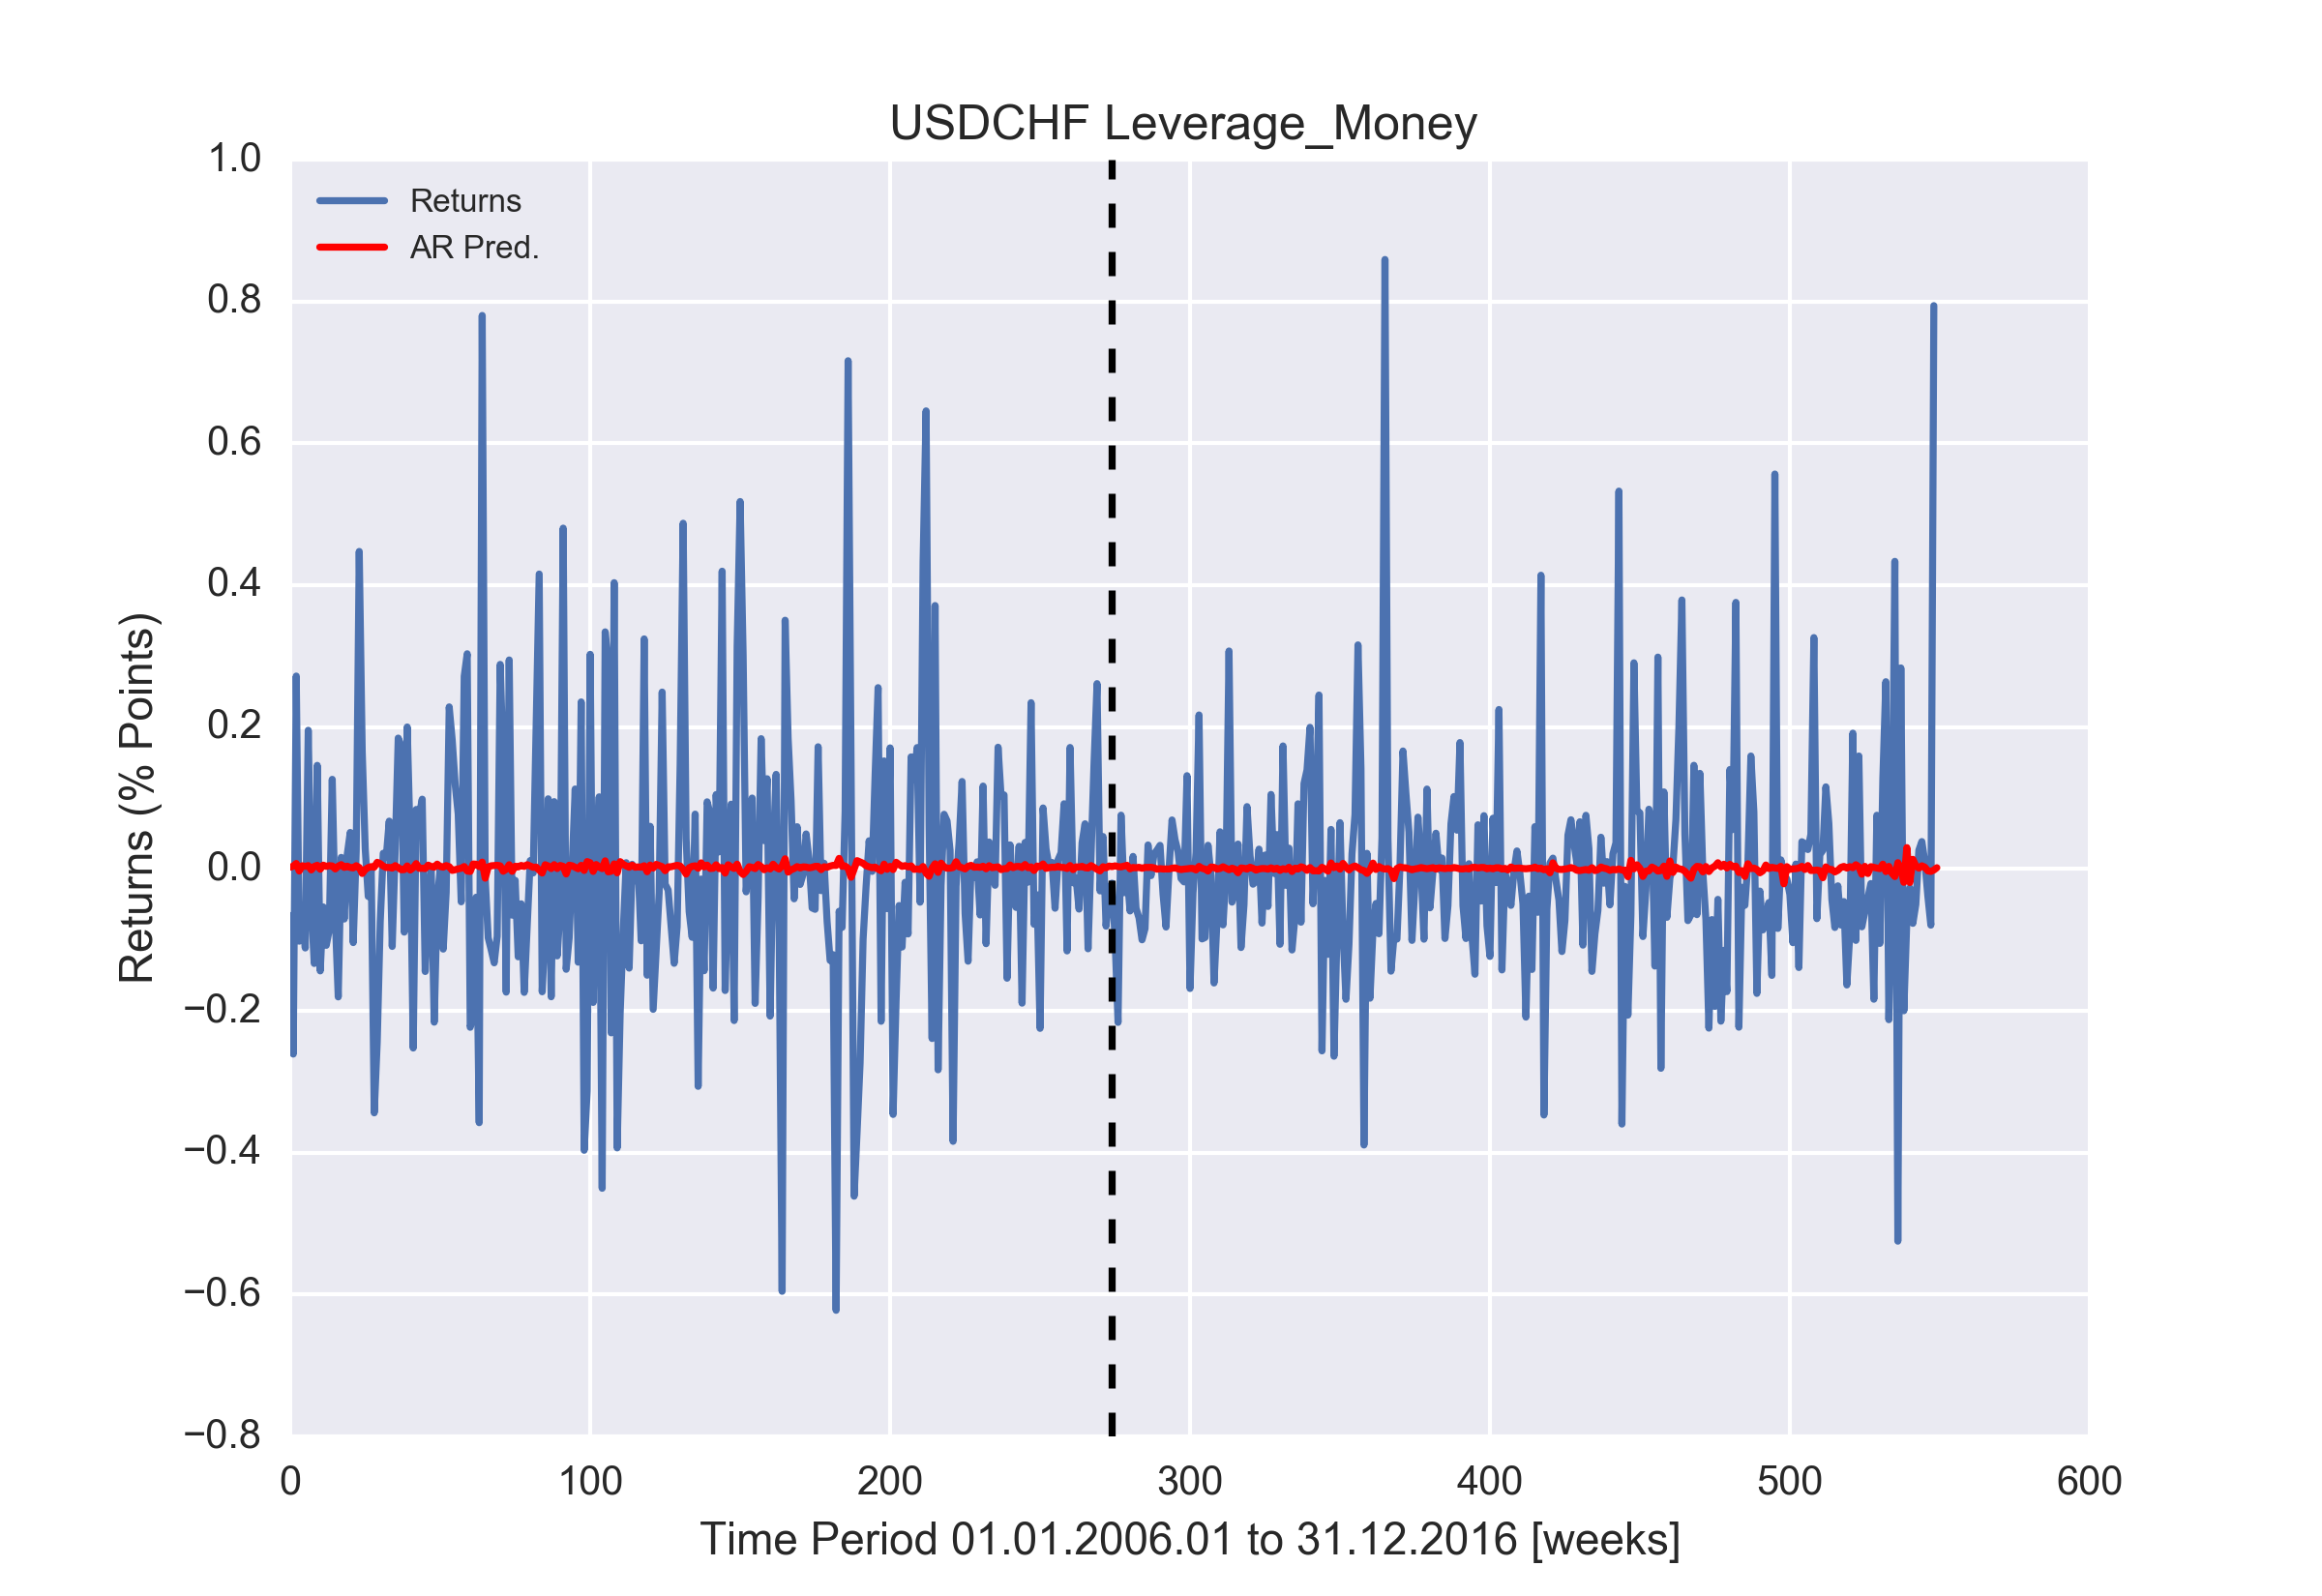 USDCHF Leverage_Money
1.0
0.8
0.6
0.4
0.2
0.0
−0.2
−0.4
−0.6
−0.8
Returns
AR Pred.
Returns (% Points)
0 100 200 300 400 500 600
Time Period 01.01.2006.01 to 31.12.2016 [weeks]